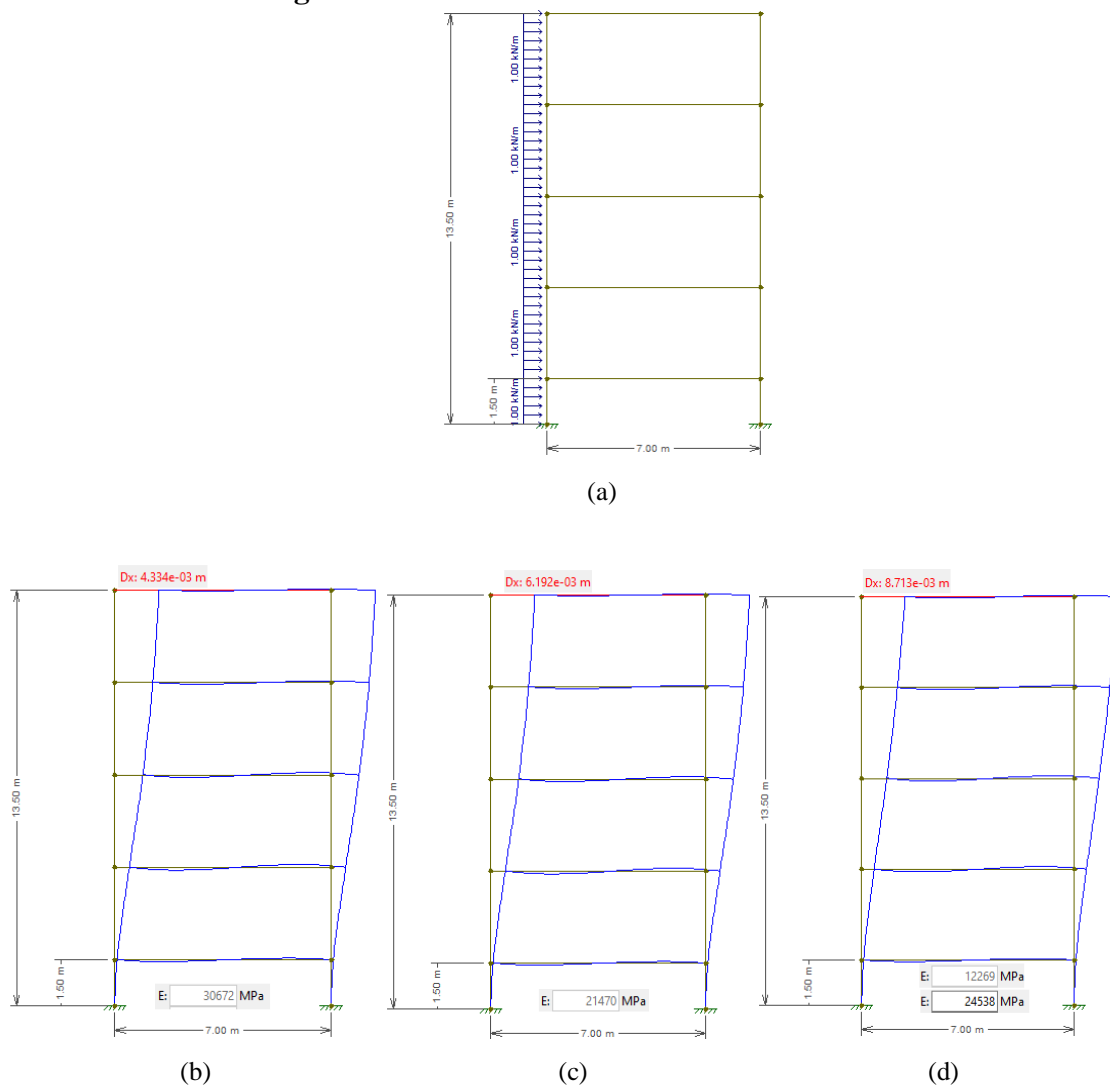 g
13.50 m
1.00 kN/m
1.00 kN/m
1.00 kN/m
1.00 kN/m
1.00 kN/m
1.50 m
7.00 m
(a)
Dx: 4.334e-03 m
13.50 m
1.50 m
E: 30672 MPa
7.00 m
(b)
Dx: 6.192e-03 m
13.50 m
1.50 m
E: 21470 MPa
7.00 m
(c)
Dx: 8.713e-03 m
13.50 m
1.50 m
E: 12269 MPa
E: 24538 MPa
7.00 m
(d)